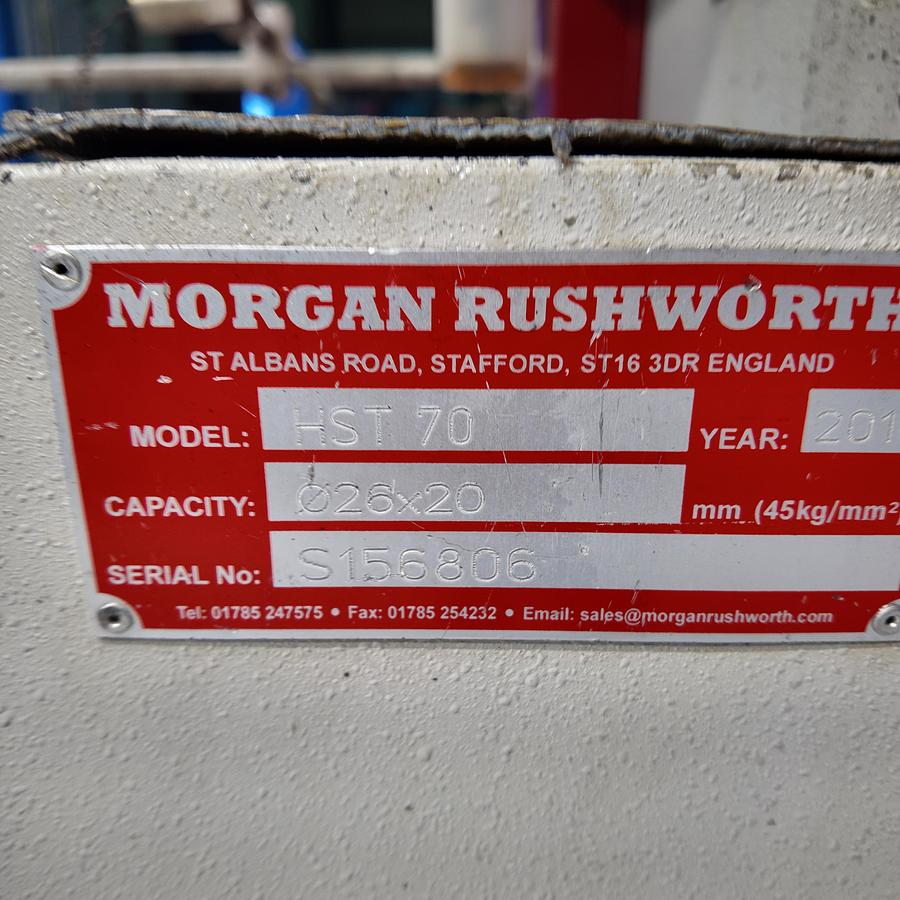 MORGAN RUSHWORTH
ST ALBANS ROAD, STAFFORD, ST16 3DR ENGLAND
MODEL: HST 70 YEAR: 201
CAPACITY: Ø26x20 mm (45kg/mm²)
SERIAL No: S156806
Tel: 01785 247575 • Fax: 01785 254232 • Email: sales@morganrushworth.com